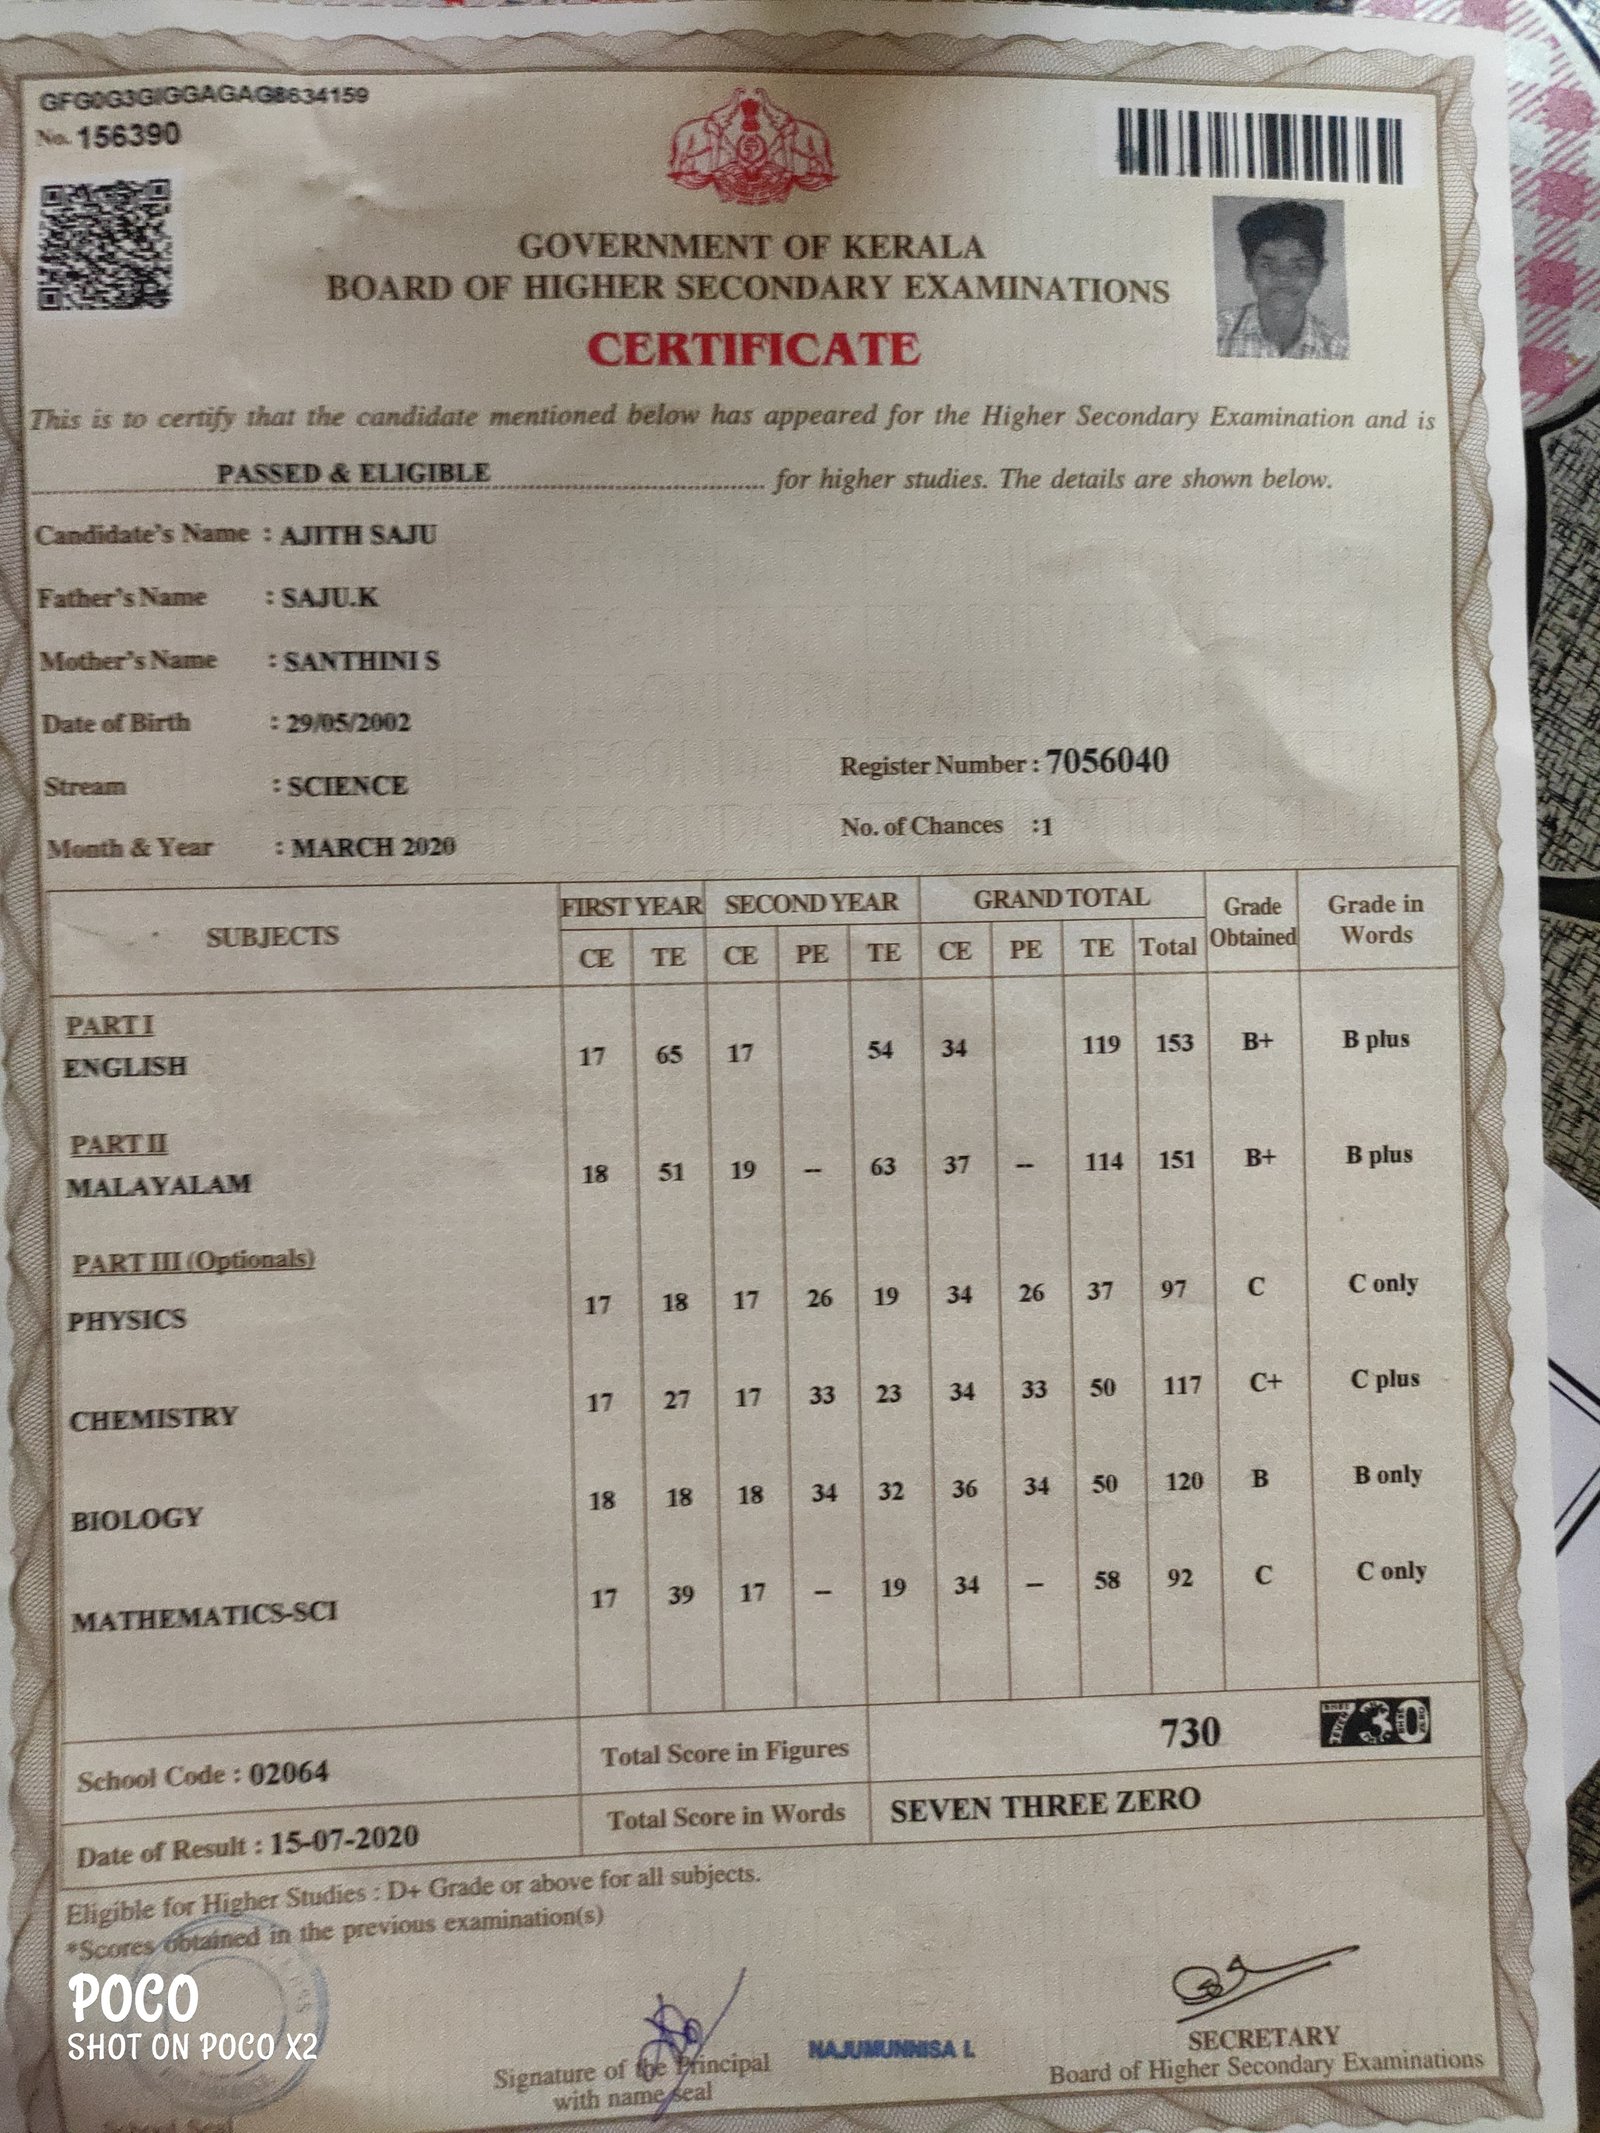 GFG0G3GIGGAGAG8634159
No. 156390
GOVERNMENT OF KERALA
BOARD OF HIGHER SECONDARY EXAMINATIONS
CERTIFICATE
This is to certify that the candidate mentioned below has appeared for the Higher Secondary Examination and is
PASSED & ELIGIBLE for higher studies. The details are shown below.
Candidate's Name : AJITH SAJU
Father's Name : SAJU.K
Mother's Name : SANTHINI S
Date of Birth : 29/05/2002
Stream : SCIENCE
Register Number : 7056040
Month & Year : MARCH 2020
No. of Chances :1
SUBJECTS FIRST YEAR SECOND YEAR GRAND TOTAL Grade Obtained Grade in Words
CE TE CE PE TE CE PE TE Total
PART I
ENGLISH 17 65 17 54 34 119 153 B+ B plus
PART II
MALAYALAM 18 51 19 -- 63 37 -- 114 151 B+ B plus
PART III (Optionals)
PHYSICS 17 18 17 26 19 34 26 37 97 C C only
CHEMISTRY 17 27 17 33 23 34 33 50 117 C+ C plus
BIOLOGY 18 18 18 34 32 36 34 50 120 B B only
MATHEMATICS-SCI 17 39 17 -- 19 34 -- 58 92 C C only
School Code : 02064 Total Score in Figures 730 730
Date of Result : 15-07-2020 Total Score in Words SEVEN THREE ZERO
Eligible for Higher Studies : D+ Grade or above for all subjects.
*Scores obtained in the previous examination(s)
POCO
SHOT ON POCO X2
Signature of the Principal
with name seal
NAJUMUNNISA L
SECRETARY
Board of Higher Secondary Examinations
School Seal